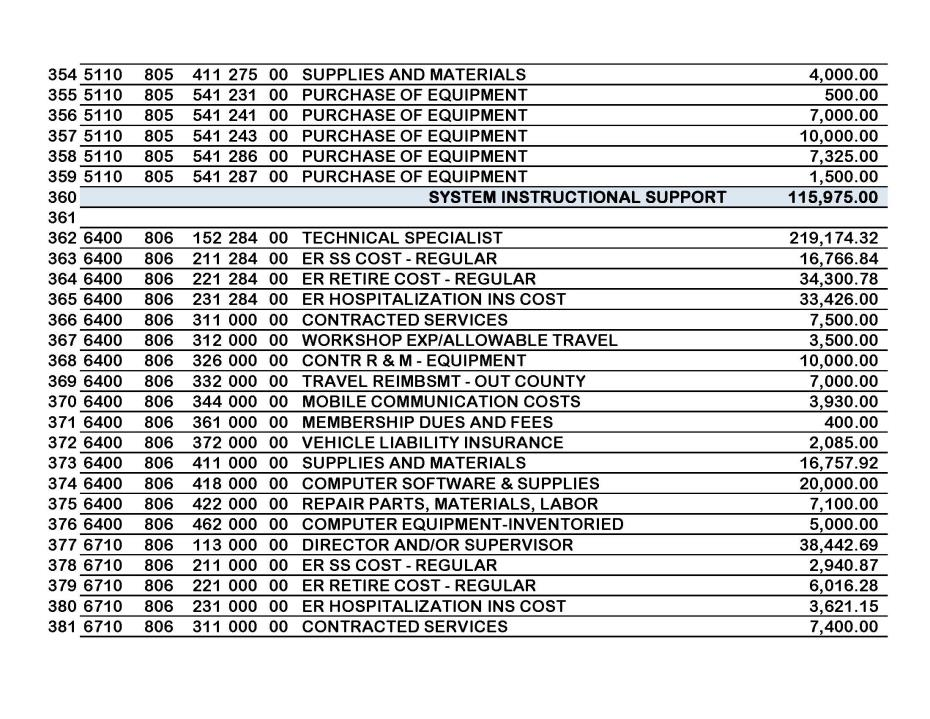 354 5110 805 411 275 00 SUPPLIES AND MATERIALS 4,000.00
355 5110 805 541 231 00 PURCHASE OF EQUIPMENT 500.00
356 5110 805 541 241 00 PURCHASE OF EQUIPMENT 7,000.00
357 5110 805 541 243 00 PURCHASE OF EQUIPMENT 10,000.00
358 5110 805 541 286 00 PURCHASE OF EQUIPMENT 7,325.00
359 5110 805 541 287 00 PURCHASE OF EQUIPMENT 1,500.00
360 SYSTEM INSTRUCTIONAL SUPPORT 115,975.00
361
362 6400 806 152 284 00 TECHNICAL SPECIALIST 219,174.32
363 6400 806 211 284 00 ER SS COST - REGULAR 16,766.84
364 6400 806 221 284 00 ER RETIRE COST - REGULAR 34,300.78
365 6400 806 231 284 00 ER HOSPITALIZATION INS COST 33,426.00
366 6400 806 311 000 00 CONTRACTED SERVICES 7,500.00
367 6400 806 312 000 00 WORKSHOP EXP/ALLOWABLE TRAVEL 3,500.00
368 6400 806 326 000 00 CONTR R & M - EQUIPMENT 10,000.00
369 6400 806 332 000 00 TRAVEL REIMBSMT - OUT COUNTY 7,000.00
370 6400 806 344 000 00 MOBILE COMMUNICATION COSTS 3,930.00
371 6400 806 361 000 00 MEMBERSHIP DUES AND FEES 400.00
372 6400 806 372 000 00 VEHICLE LIABILITY INSURANCE 2,085.00
373 6400 806 411 000 00 SUPPLIES AND MATERIALS 16,757.92
374 6400 806 418 000 00 COMPUTER SOFTWARE & SUPPLIES 20,000.00
375 6400 806 422 000 00 REPAIR PARTS, MATERIALS, LABOR 7,100.00
376 6400 806 462 000 00 COMPUTER EQUIPMENT-INVENTORIED 5,000.00
377 6710 806 113 000 00 DIRECTOR AND/OR SUPERVISOR 38,442.69
378 6710 806 211 000 00 ER SS COST - REGULAR 2,940.87
379 6710 806 221 000 00 ER RETIRE COST - REGULAR 6,016.28
380 6710 806 231 000 00 ER HOSPITALIZATION INS COST 3,621.15
381 6710 806 311 000 00 CONTRACTED SERVICES 7,400.00